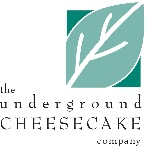 the
underground
CHEESECAKE
company